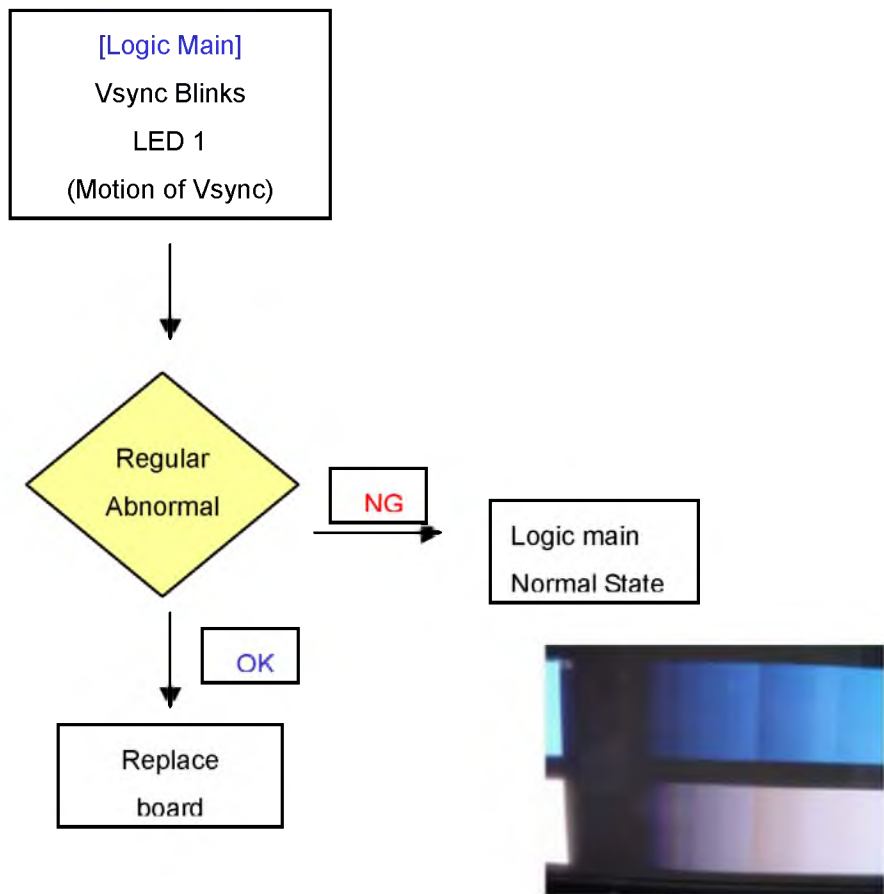 [Logic Main]
Vsync Blinks
LED 1
(Motion of Vsync)
Regular
Abnormal
NG
Logic main
Normal State
OK
Replace
board